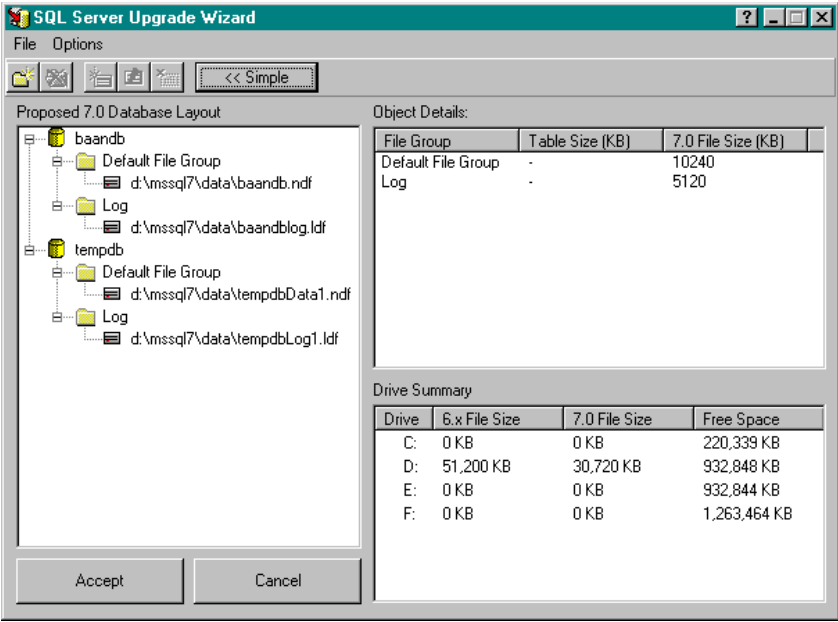 SQL Server Upgrade Wizard
File Options
<< Simple
Proposed 7.0 Database Layout
baandb
Default File Group
d:\mssql7\data\baandb.ndf
Log
d:\mssql7\data\baandblog.ldf
tempdb
Default File Group
d:\mssql7\data\tempdbData1.ndf
Log
d:\mssql7\data\tempdbLog1.ldf
Accept Cancel
Object Details:
File Group Table Size (KB) 7.0 File Size (KB)
Default File Group - 10240
Log - 5120
Drive Summary
Drive 6.x File Size 7.0 File Size Free Space
C: 0 KB 0 KB 220,339 KB
D: 51,200 KB 30,720 KB 932,848 KB
E: 0 KB 0 KB 932,844 KB
F: 0 KB 0 KB 1,263,464 KB